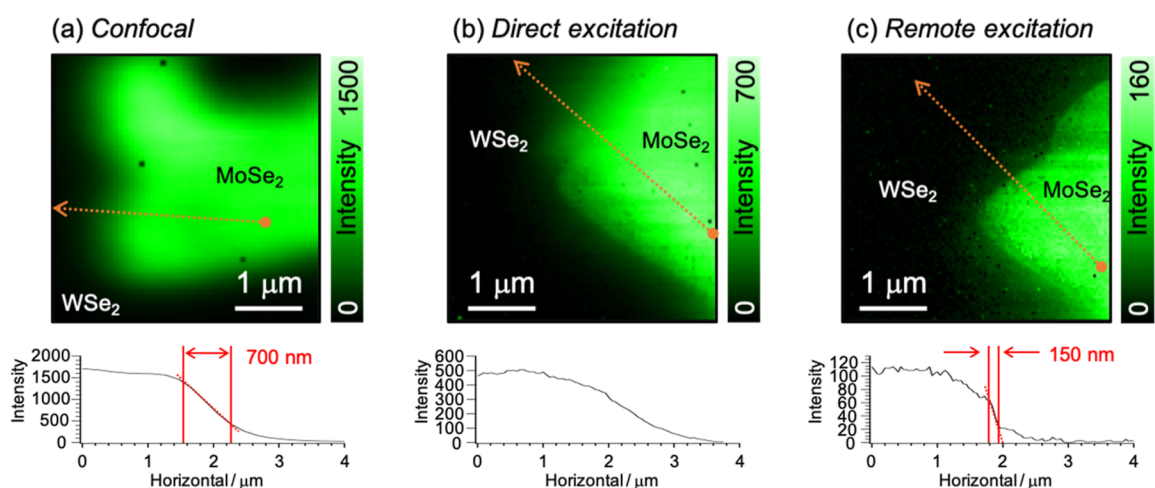 (a) Confocal
WSe2
MoSe2
1 μm
0 Intensity 1500
(b) Direct excitation
WSe2
MoSe2
1 μm
0 Intensity 700
(c) Remote excitation
WSe2
MoSe2
1 μm
0 Intensity 160
Intensity
2000
1500
1000
500
0
700 nm
0 1 2 3 4
Horizontal / μm
Intensity
600
500
400
300
200
100
0
0 1 2 3 4
Horizontal / μm
Intensity
120
100
80
60
40
20
0
150 nm
0 1 2 3 4
Horizontal / μm